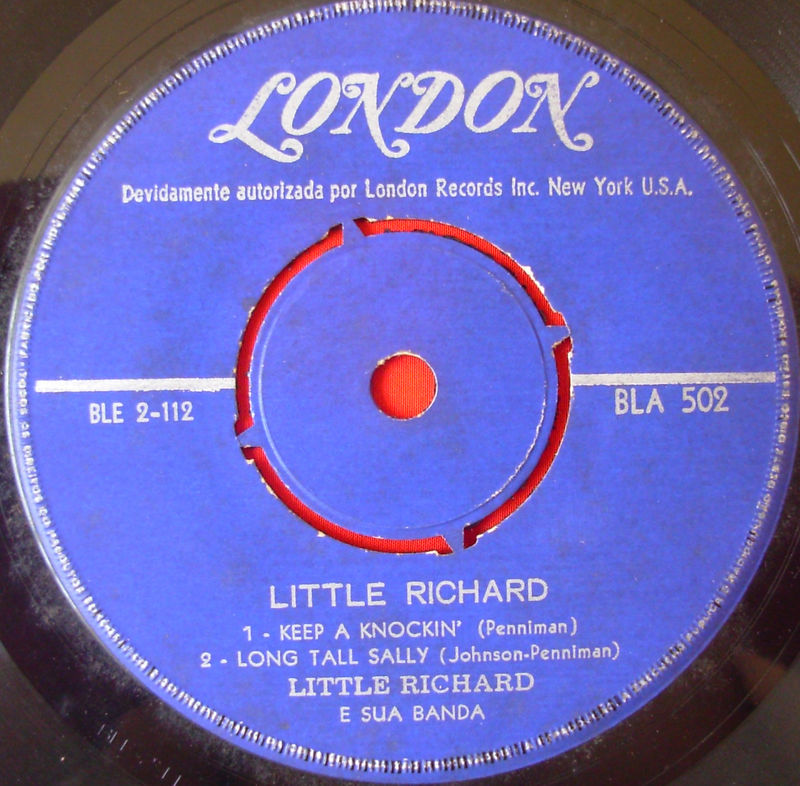 LONDON
Devidamente autorizada por London Records Inc. New York U.S.A.
BLE 2-112
BLA 502
LITTLE RICHARD
1 - KEEP A KNOCKIN' (Penniman)
2 - LONG TALL SALLY (Johnson-Penniman)
LITTLE RICHARD
E SUA BANDA